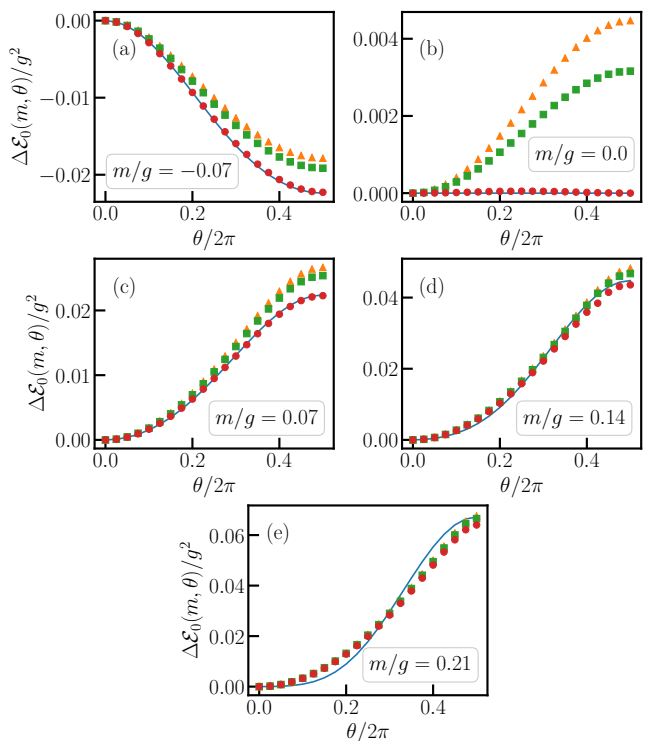 0.00
−0.01
−0.02
ΔℰE₀(m, θ)/g²
(a)
m/g = −0.07
0.0 0.2 0.4
θ/2π
0.004
0.002
0.000
(b)
m/g = 0.0
0.0 0.2 0.4
θ/2π
0.02
0.01
0.00
Δℰ₀(m, θ)/g²
(c)
m/g = 0.07
0.0 0.2 0.4
θ/2π
0.04
0.02
0.00
(d)
m/g = 0.14
0.0 0.2 0.4
θ/2π
0.06
0.04
0.02
0.00
Δℰ₀(m, θ)/g²
(e)
m/g = 0.21
0.0 0.2 0.4
θ/2π